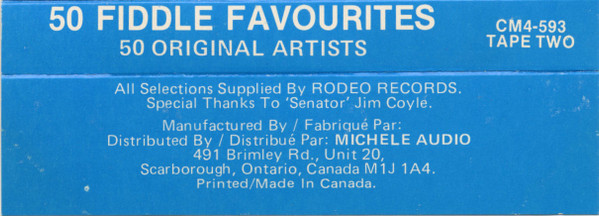 50 FIDDLE FAVOURITES
50 ORIGINAL ARTISTS
CM4-593
TAPE TWO
All Selections Supplied By RODEO RECORDS.
Special Thanks To 'Senator' Jim Coyle.
Manufactured By / Fabriqué Par:
Distributed By / Distribué Par: MICHELE AUDIO
491 Brimley Rd., Unit 20,
Scarborough, Ontario, Canada M1J 1A4.
Printed/Made In Canada.